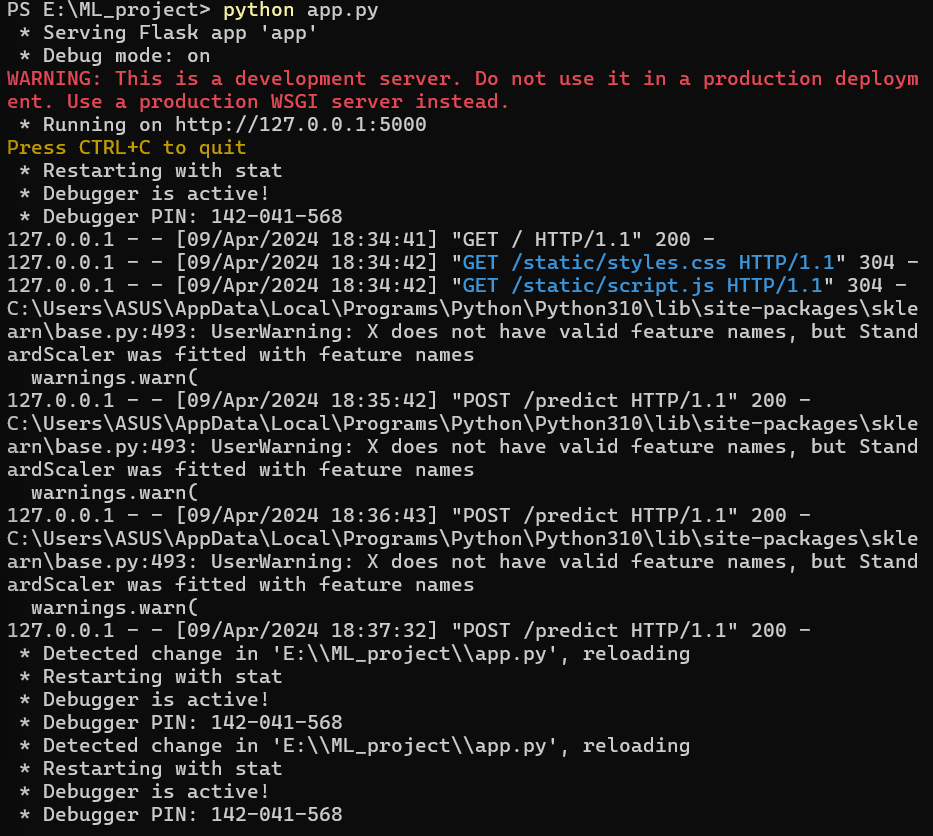 PS E:\ML_project> python app.py
 * Serving Flask app 'app'
 * Debug mode: on
WARNING: This is a development server. Do not use it in a production deploym
ent. Use a production WSGI server instead.
 * Running on http://127.0.0.1:5000
Press CTRL+C to quit
 * Restarting with stat
 * Debugger is active!
 * Debugger PIN: 142-041-568
127.0.0.1 - - [09/Apr/2024 18:34:41] "GET / HTTP/1.1" 200 -
127.0.0.1 - - [09/Apr/2024 18:34:42] "GET /static/styles.css HTTP/1.1" 304 -
127.0.0.1 - - [09/Apr/2024 18:34:42] "GET /static/script.js HTTP/1.1" 304 -
C:\Users\ASUS\AppData\Local\Programs\Python\Python310\lib\site-packages\skle
arn\base.py:493: UserWarning: X does not have valid feature names, but Stand
ardScaler was fitted with feature names
  warnings.warn(
127.0.0.1 - - [09/Apr/2024 18:35:42] "POST /predict HTTP/1.1" 200 -
C:\Users\ASUS\AppData\Local\Programs\Python\Python310\lib\site-packages\skle
arn\base.py:493: UserWarning: X does not have valid feature names, but Stand
ardScaler was fitted with feature names
  warnings.warn(
127.0.0.1 - - [09/Apr/2024 18:36:43] "POST /predict HTTP/1.1" 200 -
C:\Users\ASUS\AppData\Local\Programs\Python\Python310\lib\site-packages\skle
arn\base.py:493: UserWarning: X does not have valid feature names, but Stand
ardScaler was fitted with feature names
  warnings.warn(
127.0.0.1 - - [09/Apr/2024 18:37:32] "POST /predict HTTP/1.1" 200 -
 * Detected change in 'E:\\ML_project\\app.py', reloading
 * Restarting with stat
 * Debugger is active!
 * Debugger PIN: 142-041-568
 * Detected change in 'E:\\ML_project\\app.py', reloading
 * Restarting with stat
 * Debugger is active!
 * Debugger PIN: 142-041-568